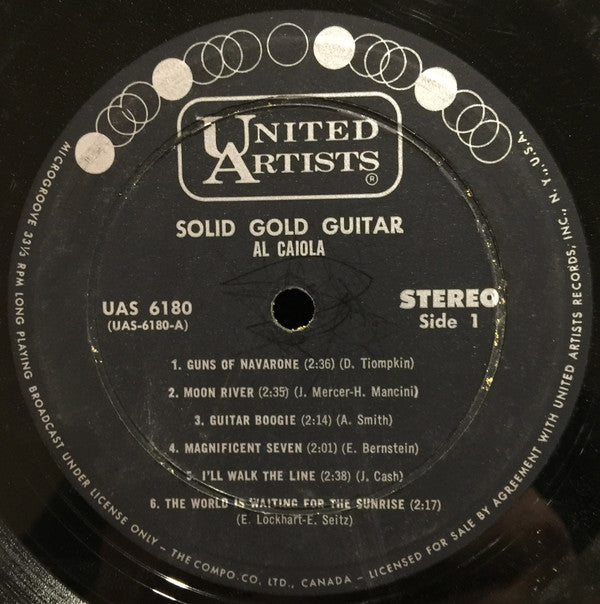 UNITED
ARTISTS
®
SOLID GOLD GUITAR
AL CAIOLA
UAS 6180
(UAS-6180-A)
STEREO
Side 1
1. GUNS OF NAVARONE (2:36) (D. Tiompkin)
2. MOON RIVER (2:35) (J. Mercer-H. Mancini)
3. GUITAR BOOGIE (2:14) (A. Smith)
4. MAGNIFICENT SEVEN (2:01) (E. Bernstein)
5. I'LL WALK THE LINE (2:38) (J. Cash)
6. THE WORLD IS WAITING FOR THE SUNRISE (2:17)
(E. Lockhart-E. Seitz)
MICROGROOVE 33⅓ RPM LONG PLAYING BROADCAST UNDER LICENSE ONLY - THE COMPO. CO. LTD., CANADA - LICENSED FOR SALE BY AGREEMENT WITH UNITED ARTISTS RECORDS, INC., N. Y., U.S.A.